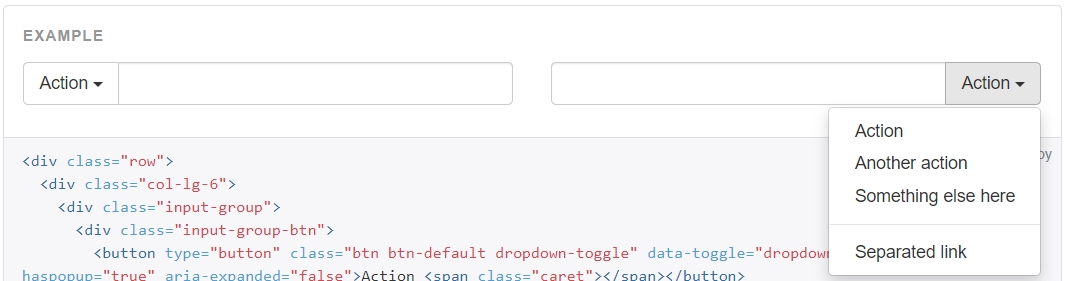 EXAMPLE
Action
Action
Action
Another action
Something else here
Separated link
<div class="row">
<div class="col-lg-6">
<div class="input-group">
<div class="input-group-btn">
<button type="button" class="btn btn-default dropdown-toggle" data-toggle="dropdown
haspopup="true" aria-expanded="false">Action <span class="caret"></span></button>